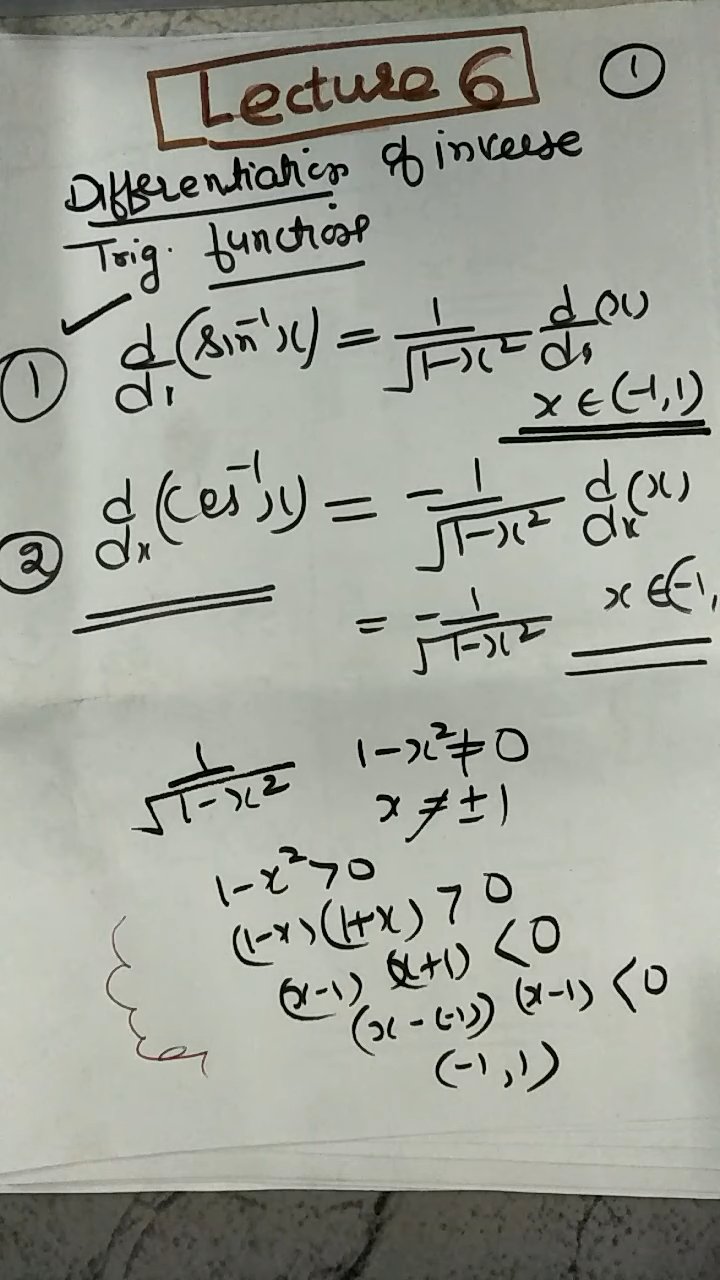 Lecture 6
①
Differentiation of inverse
Trig. functions
① d/dx (sin⁻¹x) = 1/√(1-x²) d/dx (x)
x ∈ (-1,1)
② d/dx (cos⁻¹x) = -1/√(1-x²) d/dx (x)
= -1/√(1-x²) x ∈ (-1,
1/√(1-x²) 1-x² ≠ 0
x ≠ ±1
1-x² > 0
(1-x)(1+x) > 0
(x-1) (x+1) < 0
(x-(-1)) (x-1) < 0
(-1,1)